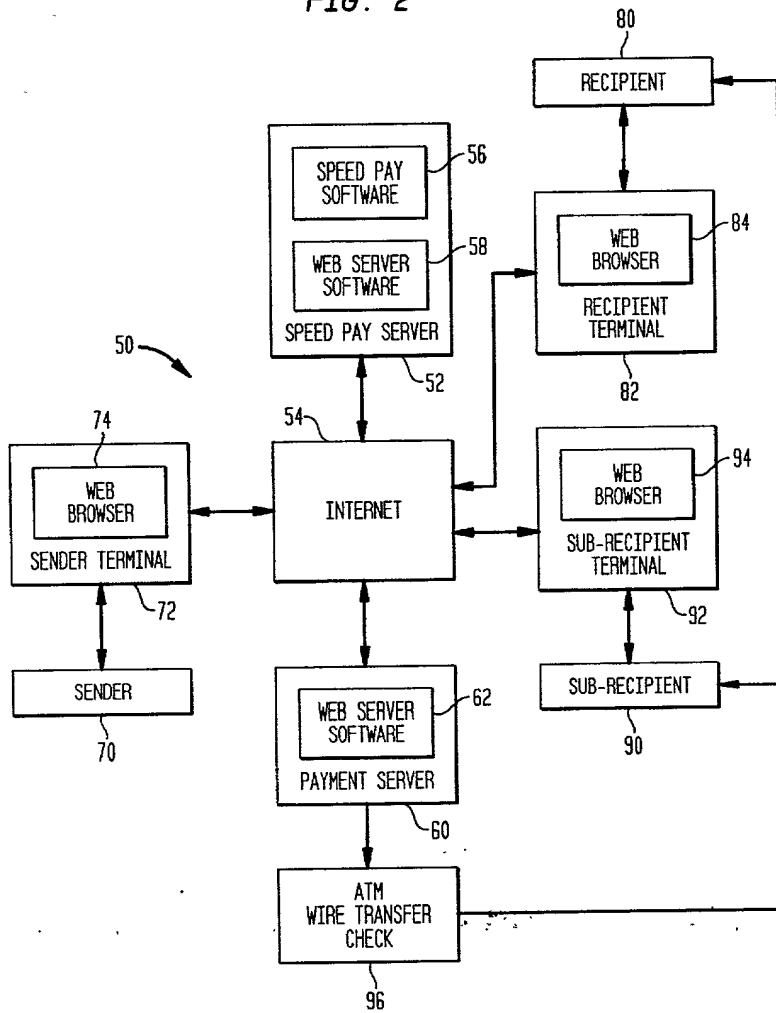 FIG. 2
80
RECIPIENT
SPEED PAY
SOFTWARE
56
WEB SERVER
SOFTWARE
58
SPEED PAY SERVER
52
WEB
BROWSER
84
RECIPIENT
TERMINAL
82
50
74
WEB
BROWSER
SENDER TERMINAL
72
54
INTERNET
WEB
BROWSER
94
SUB-RECIPIENT
TERMINAL
92
SENDER
70
WEB SERVER
SOFTWARE
62
PAYMENT SERVER
60
SUB-RECIPIENT
90
ATM
WIRE TRANSFER
CHECK
96